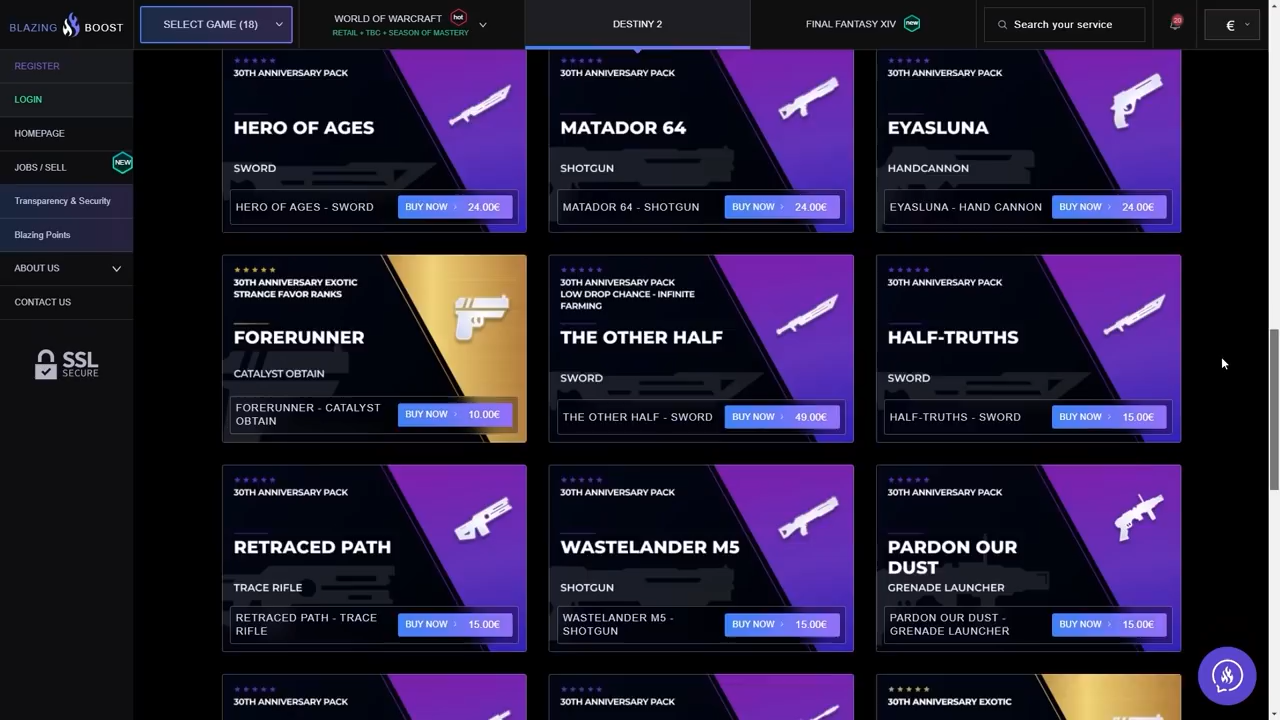 BLAZING BOOST
SELECT GAME (18)
WORLD OF WARCRAFT hot
RETAIL + TBC + SEASON OF MASTERY
DESTINY 2
FINAL FANTASY XIV new
Search your service
20
€
REGISTER
LOGIN
HOMEPAGE
JOBS / SELL NEW
Transparency & Security
Blazing Points
ABOUT US
CONTACT US
SSL
SECURE
30TH ANNIVERSARY PACK
HERO OF AGES
SWORD
HERO OF AGES - SWORD
BUY NOW 24.00€
30TH ANNIVERSARY PACK
MATADOR 64
SHOTGUN
MATADOR 64 - SHOTGUN
BUY NOW 24.00€
30TH ANNIVERSARY PACK
EYASLUNA
HANDCANNON
EYASLUNA - HAND CANNON
BUY NOW 24.00€
30TH ANNIVERSARY EXOTIC
STRANGE FAVOR RANKS
FORERUNNER
CATALYST OBTAIN
FORERUNNER - CATALYST
OBTAIN
BUY NOW 10.00€
30TH ANNIVERSARY PACK
LOW DROP CHANCE - INFINITE
FARMING
THE OTHER HALF
SWORD
THE OTHER HALF - SWORD
BUY NOW 49.00€
30TH ANNIVERSARY PACK
HALF-TRUTHS
SWORD
HALF-TRUTHS - SWORD
BUY NOW 15.00€
30TH ANNIVERSARY PACK
RETRACED PATH
TRACE RIFLE
RETRACED PATH - TRACE
RIFLE
BUY NOW 15.00€
30TH ANNIVERSARY PACK
WASTELANDER M5
SHOTGUN
WASTELANDER M5 -
SHOTGUN
BUY NOW 15.00€
30TH ANNIVERSARY PACK
PARDON OUR
DUST
GRENADE LAUNCHER
PARDON OUR DUST -
GRENADE LAUNCHER
BUY NOW 15.00€
30TH ANNIVERSARY PACK
30TH ANNIVERSARY PACK
30TH ANNIVERSARY EXOTIC